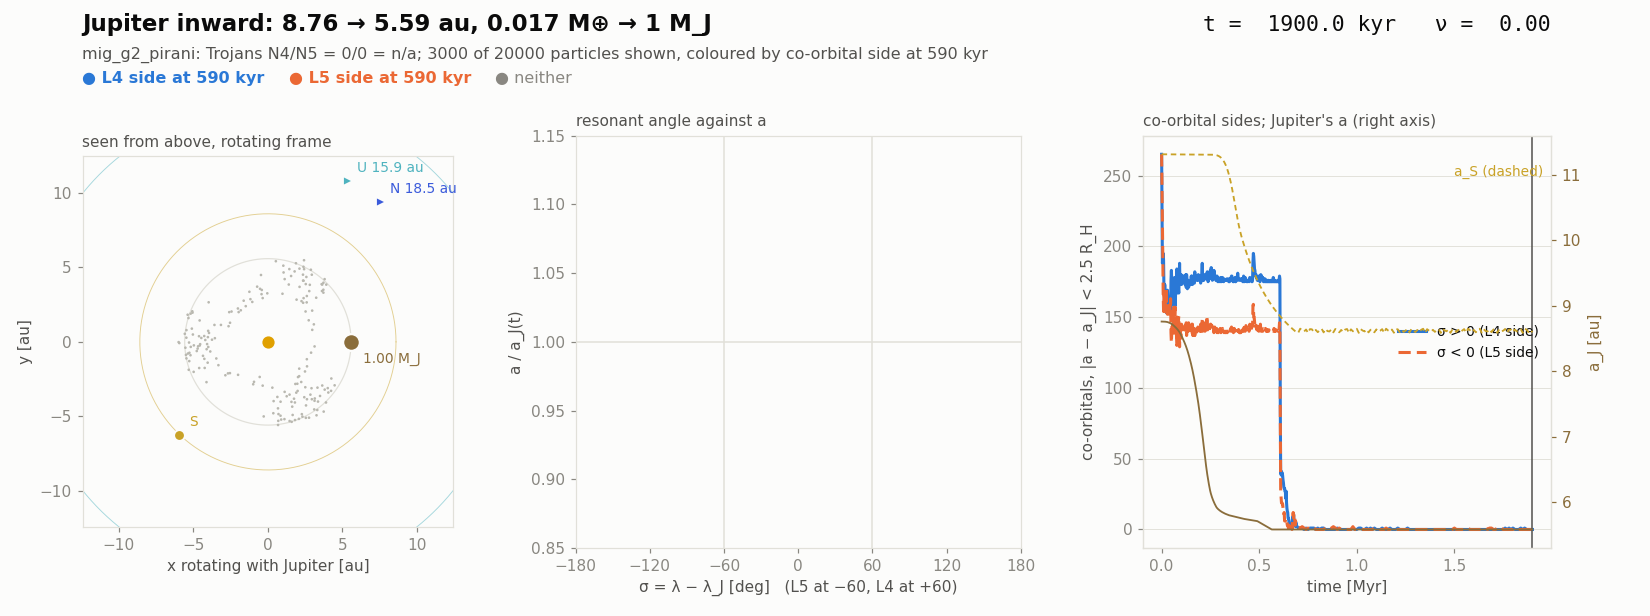 Jupiter inward: 8.76 → 5.59 au, 0.017 M⊕ → 1 M_J
t =  1900.0 kyr   ν =  0.00
mig_g2_pirani: Trojans N4/N5 = 0/0 = n/a; 3000 of 20000 particles shown, coloured by co-orbital side at 590 kyr
● L4 side at 590 kyr   ● L5 side at 590 kyr   ● neither
seen from above, rotating frame
U 15.9 au
N 18.5 au
1.00 M_J
S
10
5
0
−5
−10
y [au]
−10 −5 0 5 10
x rotating with Jupiter [au]
resonant angle against a
1.15
1.10
1.05
1.00
0.95
0.90
0.85
a / a_J(t)
−180 −120 −60 0 60 120 180
σ = λ − λ_J [deg]   (L5 at −60, L4 at +60)
co-orbital sides; Jupiter's a (right axis)
a_S (dashed)
σ > 0 (L4 side)
σ < 0 (L5 side)
250
200
150
100
50
0
co-orbitals, |a − a_J| < 2.5 R_H
11
10
9
8
7
6
a_J [au]
0.0 0.5 1.0 1.5
time [Myr]